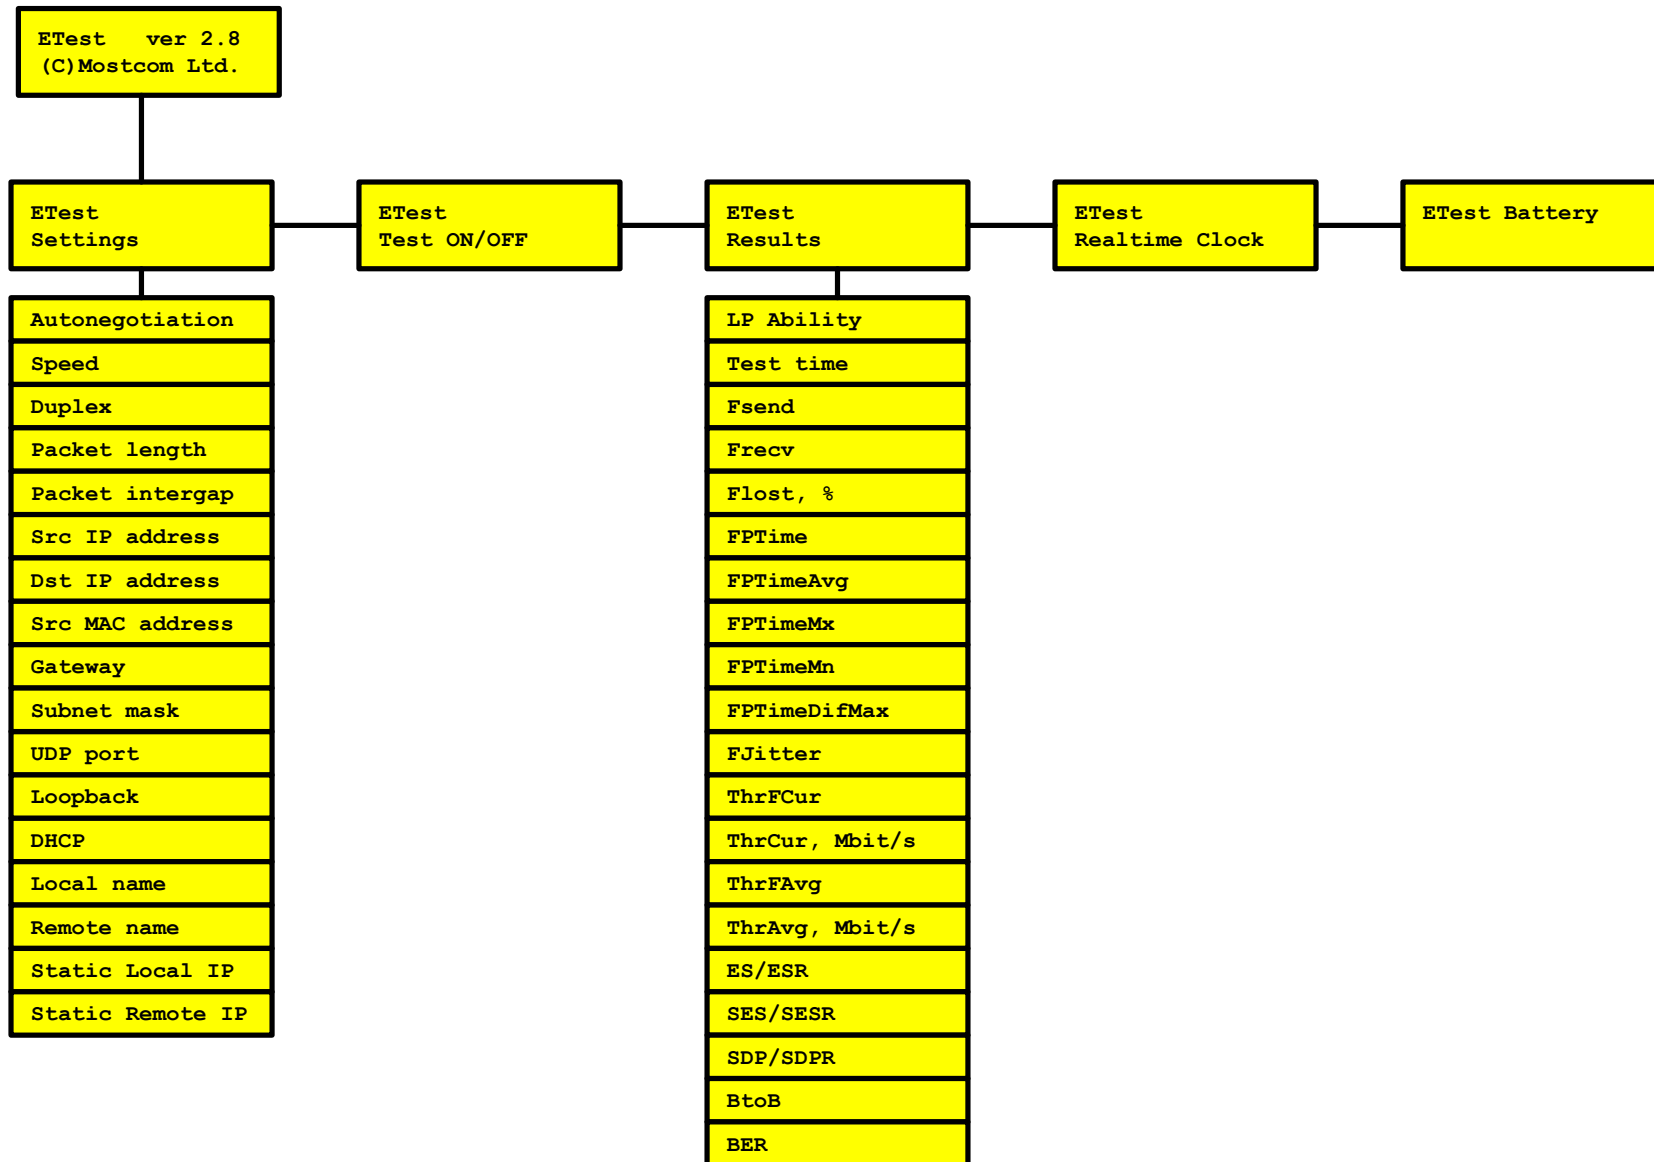 ETest   ver 2.8
(C)Mostcom Ltd.
ETest
Settings
ETest
Test ON/OFF
ETest
Results
ETest
Realtime Clock
ETest Battery
Autonegotiation
Speed
Duplex
Packet length
Packet intergap
Src IP address
Dst IP address
Src MAC address
Gateway
Subnet mask
UDP port
Loopback
DHCP
Local name
Remote name
Static Local IP
Static Remote IP
LP Ability
Test time
Fsend
Frecv
Flost, %
FPTime
FPTimeAvg
FPTimeMx
FPTimeMn
FPTimeDifMax
FJitter
ThrFCur
ThrCur, Mbit/s
ThrFAvg
ThrAvg, Mbit/s
ES/ESR
SES/SESR
SDP/SDPR
BtoB
BER